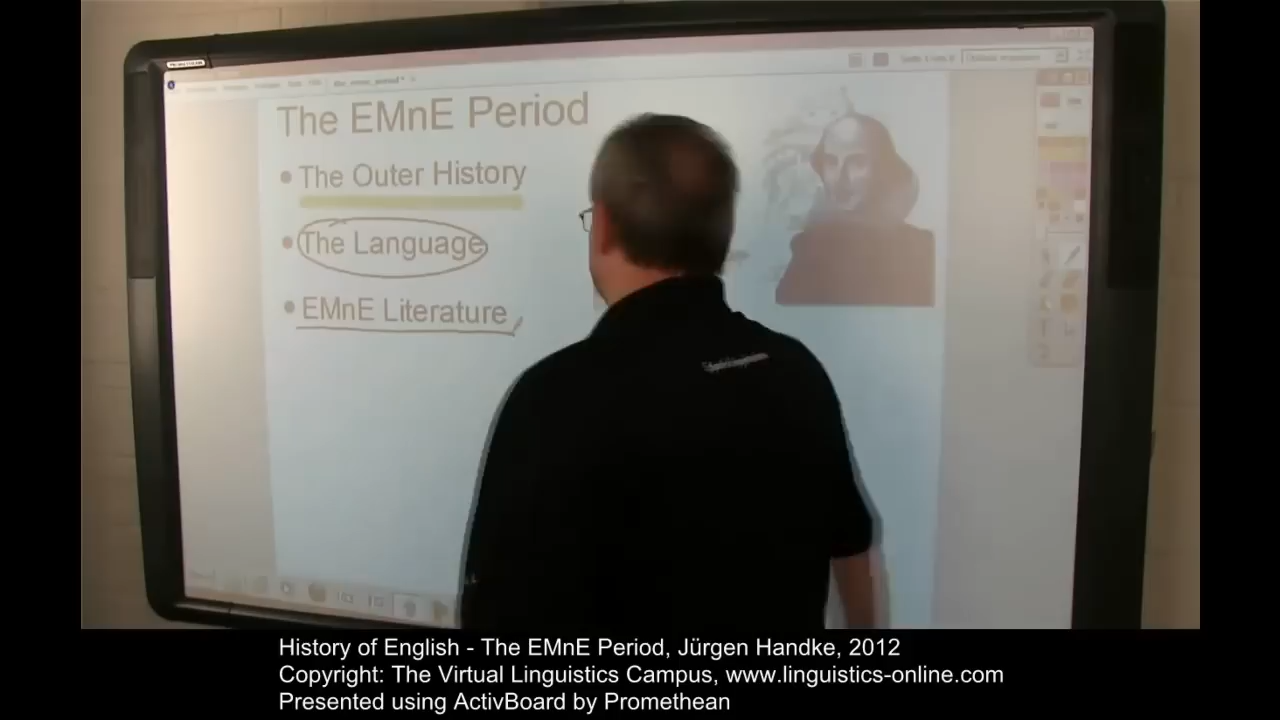 The EMnE Period
• The Outer History
• The Language
• EMnE Literature
History of English - The EMnE Period, Jürgen Handke, 2012
Copyright: The Virtual Linguistics Campus, www.linguistics-online.com
Presented using ActivBoard by Promethean